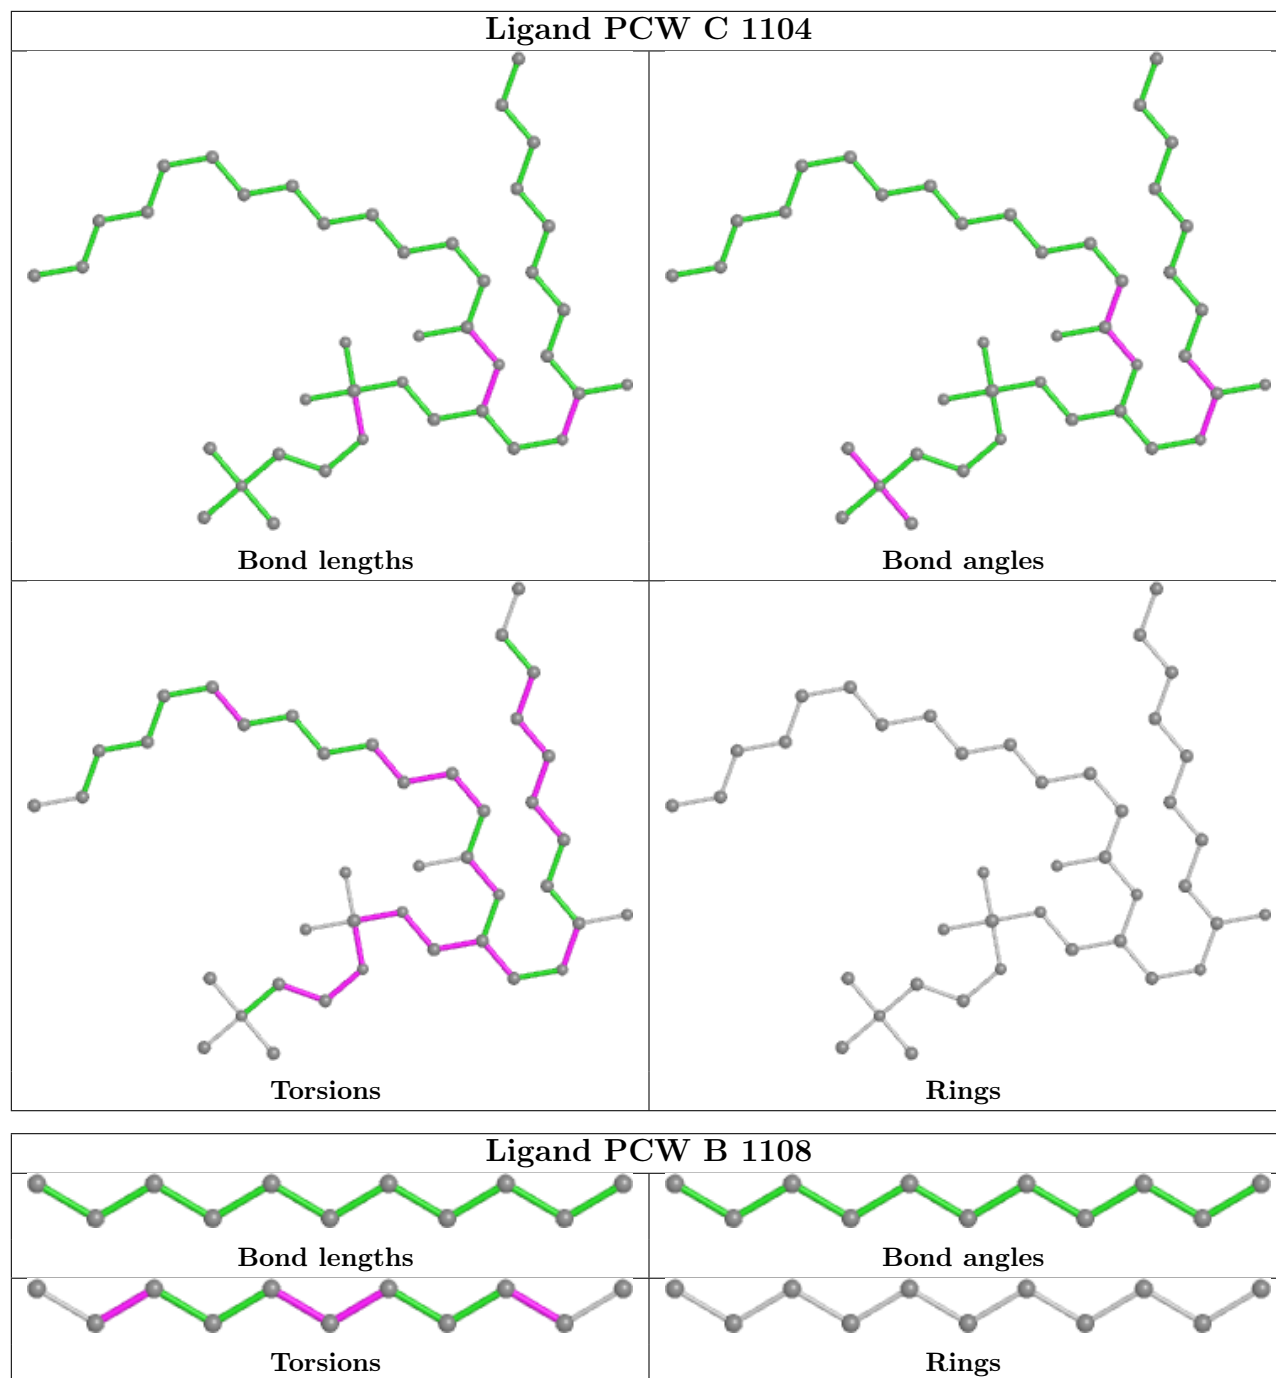 Ligand PCW C 1104
Bond lengths
Bond angles
Torsions
Rings
Ligand PCW B 1108
Bond lengths
Bond angles
Torsions
Rings